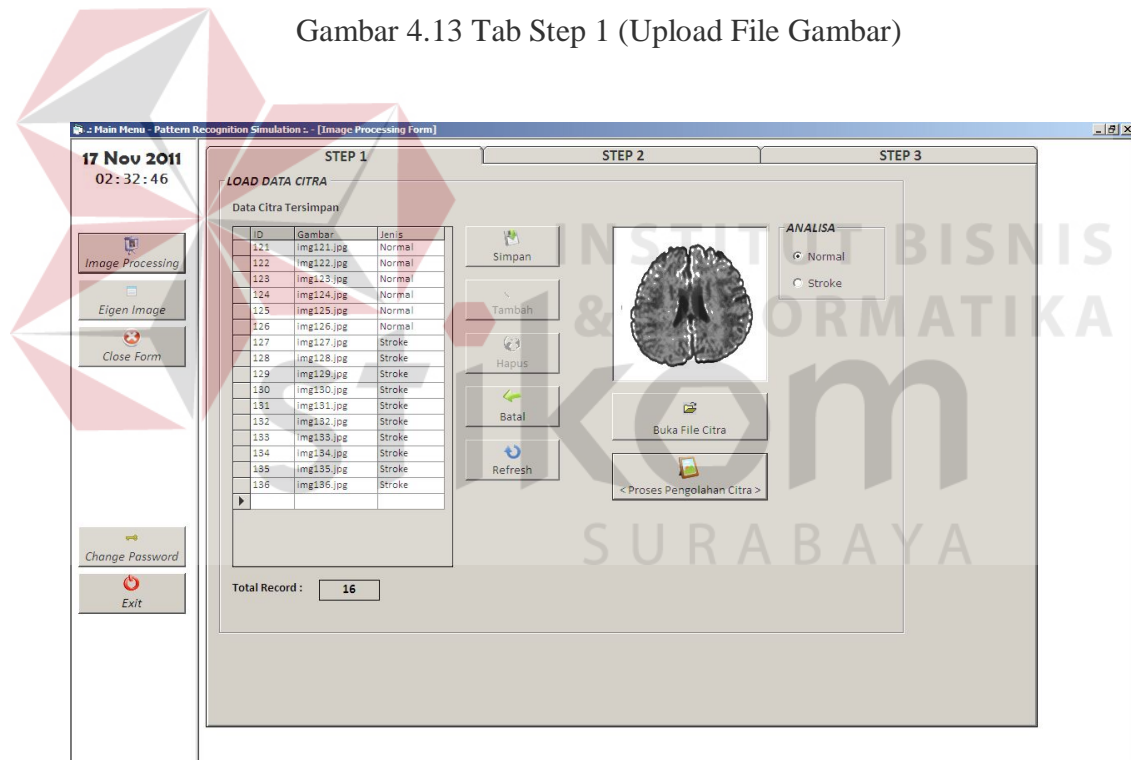 Gambar 4.13 Tab Step 1 (Upload File Gambar)
.: Main Menu - Pattern Recognition Simulation :. - [Image Processing Form]
17 Nov 2011
02:32:46
Image Processing
Eigen Image
Close Form
Change Password
Exit
STEP 1
STEP 2
STEP 3
LOAD DATA CITRA
Data Citra Tersimpan
ID Gambar Jenis
121 img121.jpg Normal
122 img122.jpg Normal
123 img123.jpg Normal
124 img124.jpg Normal
125 img125.jpg Normal
126 img126.jpg Normal
127 img127.jpg Stroke
128 img128.jpg Stroke
129 img129.jpg Stroke
130 img130.jpg Stroke
131 img131.jpg Stroke
132 img132.jpg Stroke
133 img133.jpg Stroke
134 img134.jpg Stroke
135 img135.jpg Stroke
136 img136.jpg Stroke
Total Record : 16
Simpan
Tambah
Hapus
Batal
Refresh
Buka File Citra
< Proses Pengolahan Citra >
ANALISA
Normal
Stroke
INSTITUT BISNIS
& INFORMATIKA
stikom
SURABAYA